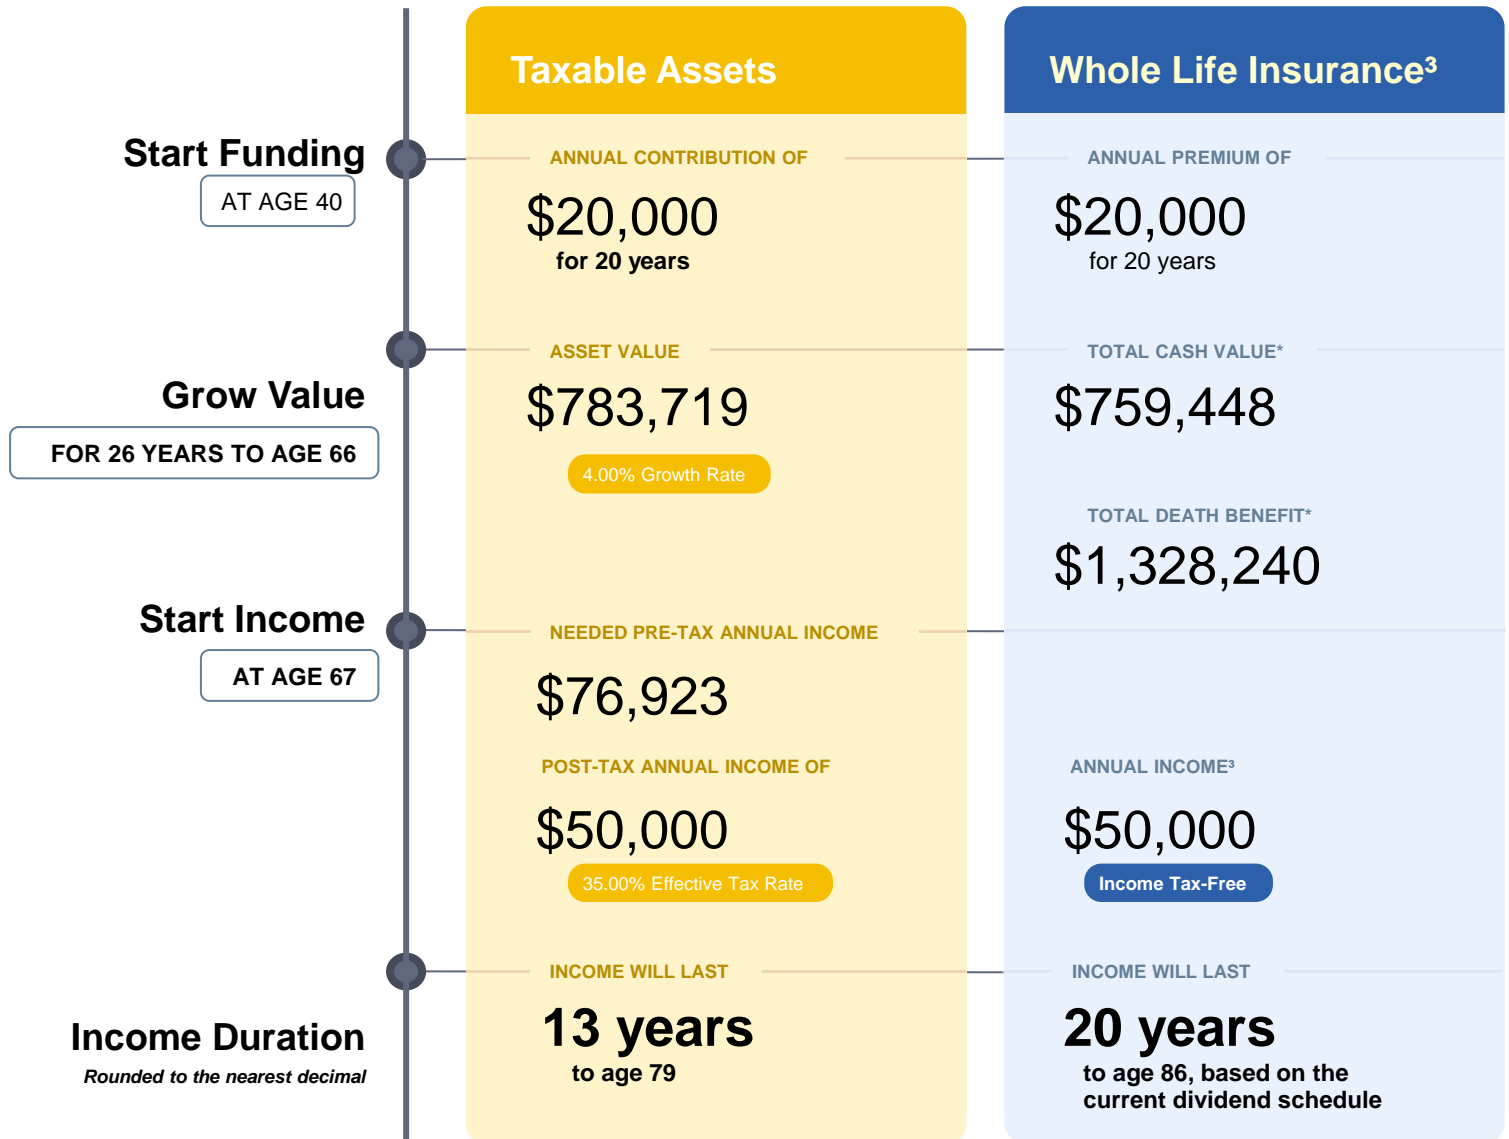 Taxable Assets
Whole Life Insurance³
Start Funding
AT AGE 40
ANNUAL CONTRIBUTION OF
$20,000
for 20 years
ANNUAL PREMIUM OF
$20,000
for 20 years
Grow Value
FOR 26 YEARS TO AGE 66
ASSET VALUE
$783,719
4.00% Growth Rate
TOTAL CASH VALUE*
$759,448
TOTAL DEATH BENEFIT*
$1,328,240
Start Income
AT AGE 67
NEEDED PRE-TAX ANNUAL INCOME
$76,923
POST-TAX ANNUAL INCOME OF
$50,000
35.00% Effective Tax Rate
ANNUAL INCOME³
$50,000
Income Tax-Free
Income Duration
Rounded to the nearest decimal
INCOME WILL LAST
13 years
to age 79
INCOME WILL LAST
20 years
to age 86, based on the
current dividend schedule